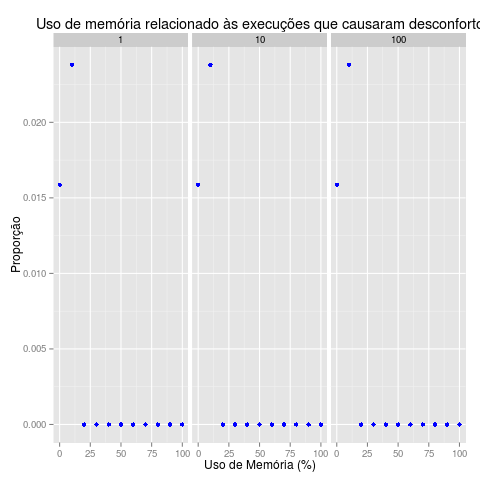 Uso de memória relacionado às execuções que causaram desconforto
1 10 100
0.020
0.015
0.010
0.005
0.000
Proporção
0 25 50 75 100 0 25 50 75 100 0 25 50 75 100
Uso de Memória (%)